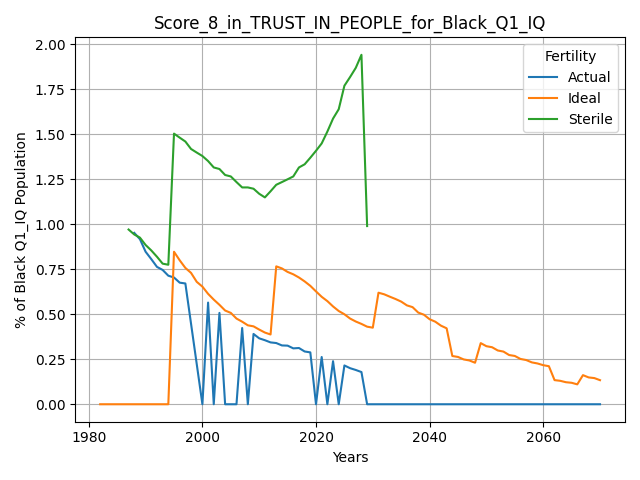 Score_8_in_TRUST_IN_PEOPLE_for_Black_Q1_IQ
% of Black Q1_IQ Population
2.00
1.75
1.50
1.25
1.00
0.75
0.50
0.25
0.00
Fertility
Actual
Ideal
Sterile
1980
2000
2020
2040
2060
Years